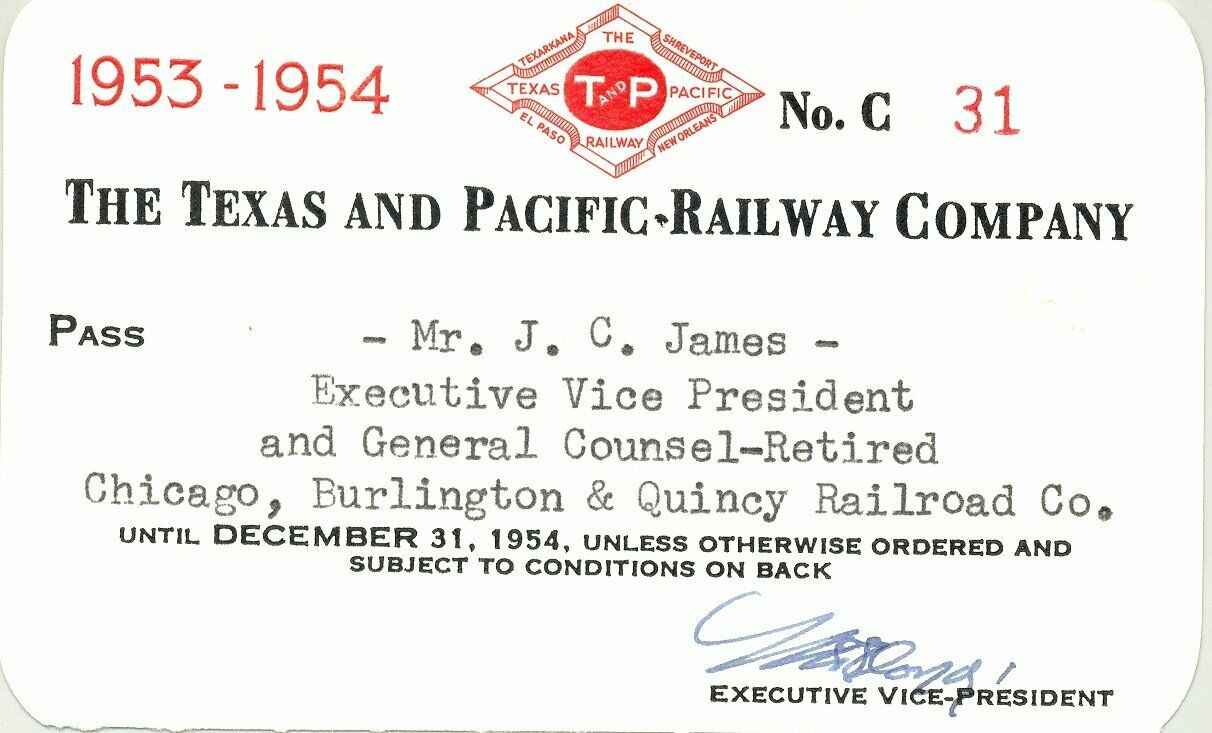 1953 - 1954
THE
TEXARKANA
SHREVEPORT
TEXAS
T AND P
PACIFIC
EL PASO
RAILWAY
NEW ORLEANS
No. C 31
THE TEXAS AND PACIFIC RAILWAY COMPANY
PASS - Mr. J. C. James -
Executive Vice President
and General Counsel-Retired
Chicago, Burlington & Quincy Railroad Co.
UNTIL DECEMBER 31, 1954, UNLESS OTHERWISE ORDERED AND
SUBJECT TO CONDITIONS ON BACK
EXECUTIVE VICE-PRESIDENT